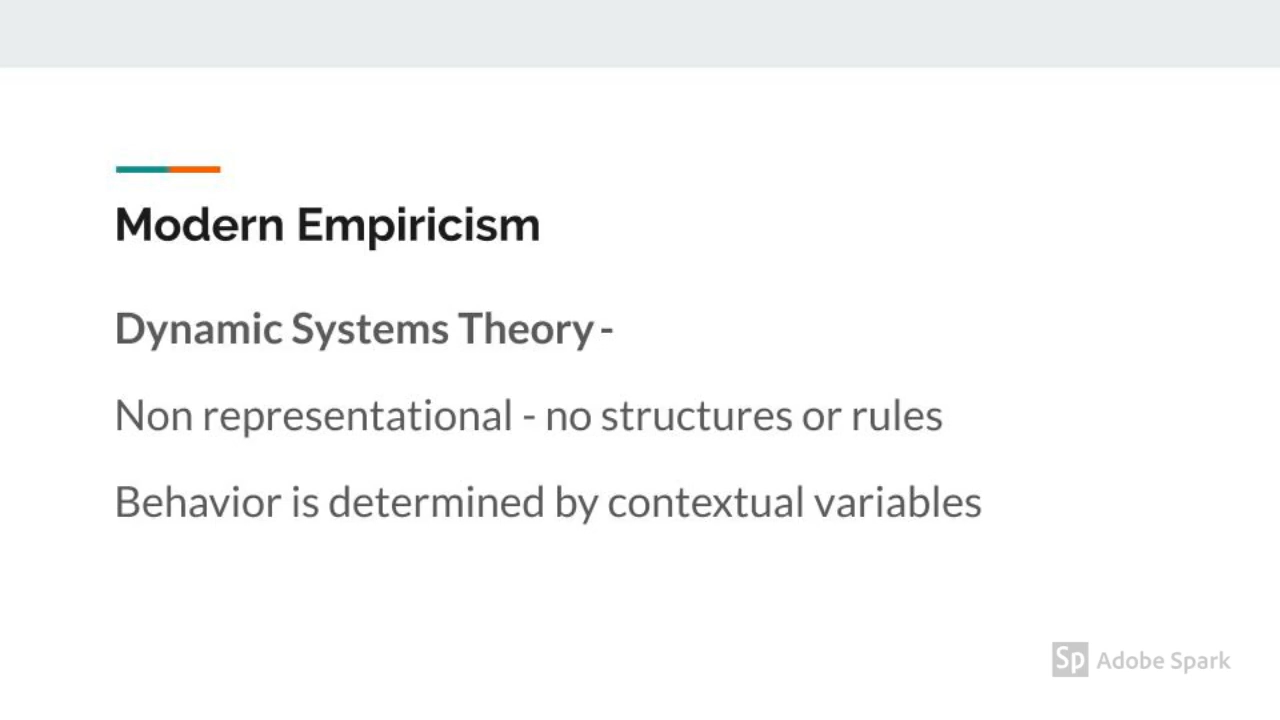 Modern Empiricism
Dynamic Systems Theory -
Non representational - no structures or rules
Behavior is determined by contextual variables
Sp Adobe Spark